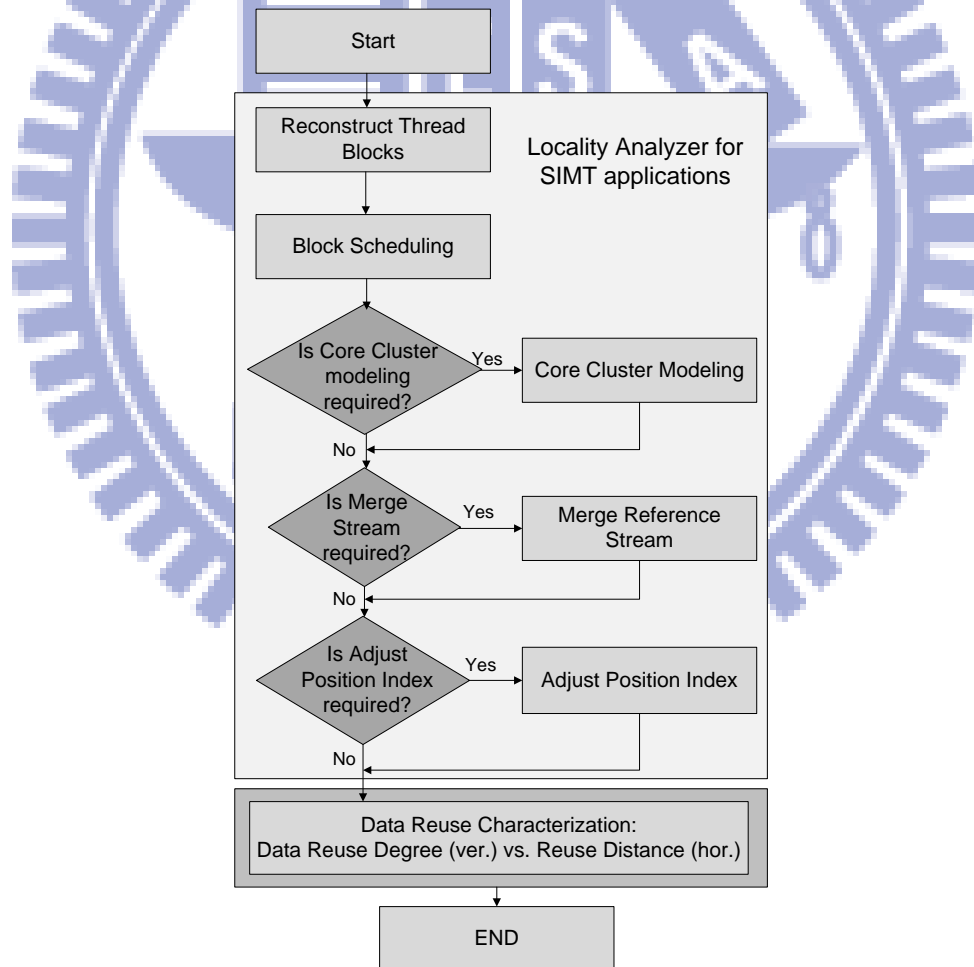 Start
Reconstruct Thread
Blocks
Locality Analyzer for
SIMT applications
Block Scheduling
Is Core Cluster
modeling
required?
Yes
Core Cluster Modeling
No
Is Merge
Stream
required?
Yes
Merge Reference
Stream
No
Is Adjust
Position Index
required?
Yes
Adjust Position Index
No
Data Reuse Characterization:
Data Reuse Degree (ver.) vs. Reuse Distance (hor.)
END